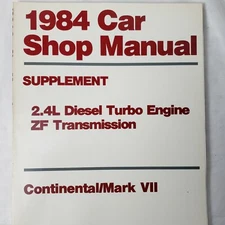 1984 Car
Shop Manual
SUPPLEMENT
2.4L Diesel Turbo Engine
ZF Transmission
Continental/Mark VII